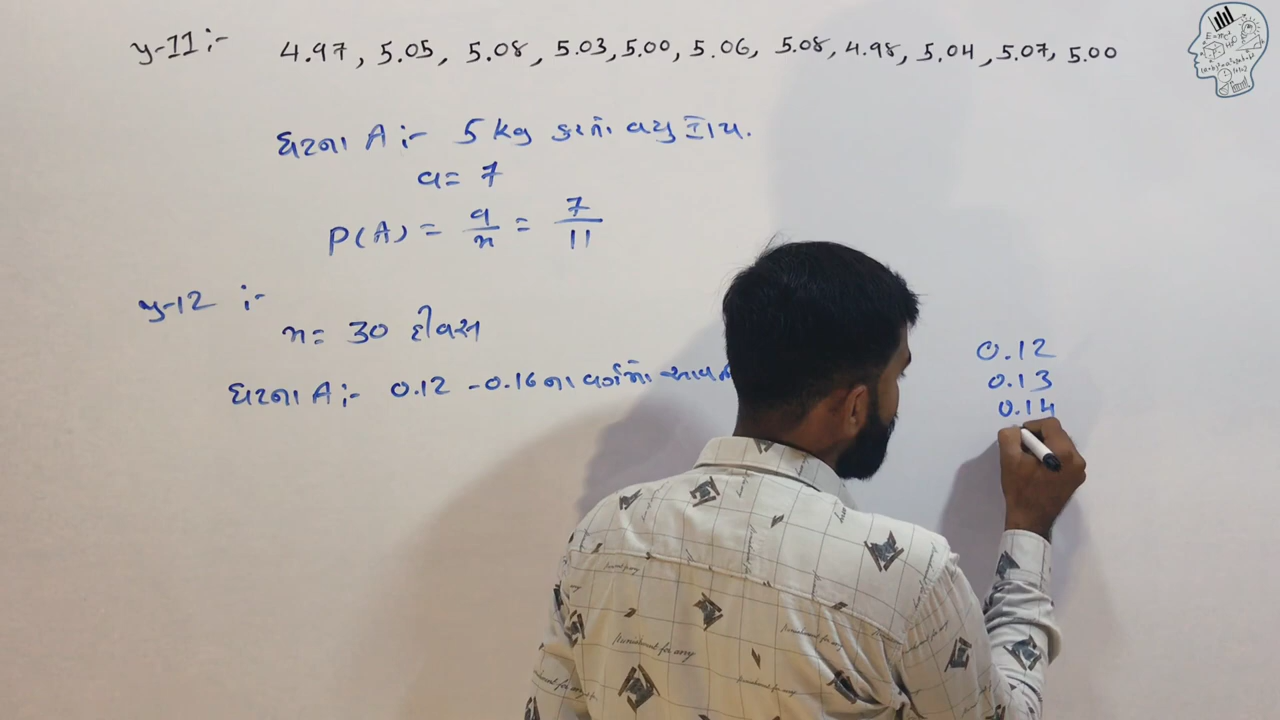 પ્ર-11 :- 4.97, 5.05, 5.08, 5.03, 5.00, 5.06, 5.08, 4.98, 5.04, 5.07, 5.00
ઘટના A :- 5 kg કરતા વધુ હોય.
a = 7
P(A) = a/n = 7/11
પ્ર-12 :-
n = 30 દીવસ
ઘટના A :- 0.12 - 0.16 ના વર્ગમાં
0.12
0.13
0.14